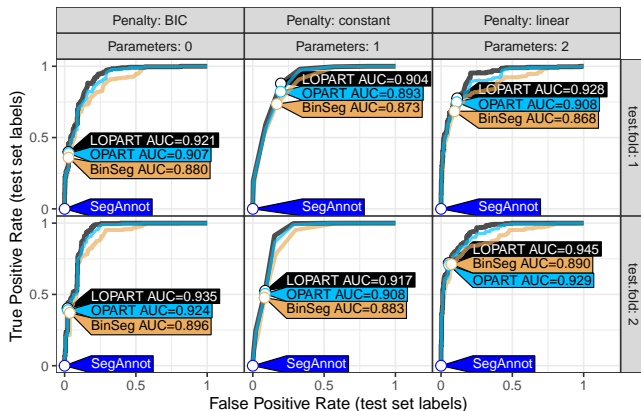 Penalty: BIC
Penalty: constant
Penalty: linear
Parameters: 0
Parameters: 1
Parameters: 2
True Positive Rate (test set labels)
1
0.5
0
LOPART AUC=0.921
OPART AUC=0.907
BinSeg AUC=0.880
SegAnnot
LOPART AUC=0.904
OPART AUC=0.893
BinSeg AUC=0.873
SegAnnot
LOPART AUC=0.928
OPART AUC=0.908
BinSeg AUC=0.868
SegAnnot
test.fold: 1
1
0.5
0
LOPART AUC=0.935
OPART AUC=0.924
BinSeg AUC=0.896
SegAnnot
LOPART AUC=0.917
OPART AUC=0.908
BinSeg AUC=0.883
SegAnnot
LOPART AUC=0.945
BinSeg AUC=0.890
OPART AUC=0.929
SegAnnot
test.fold: 2
0
0.5
1
0
0.5
1
0
0.5
1
False Positive Rate (test set labels)